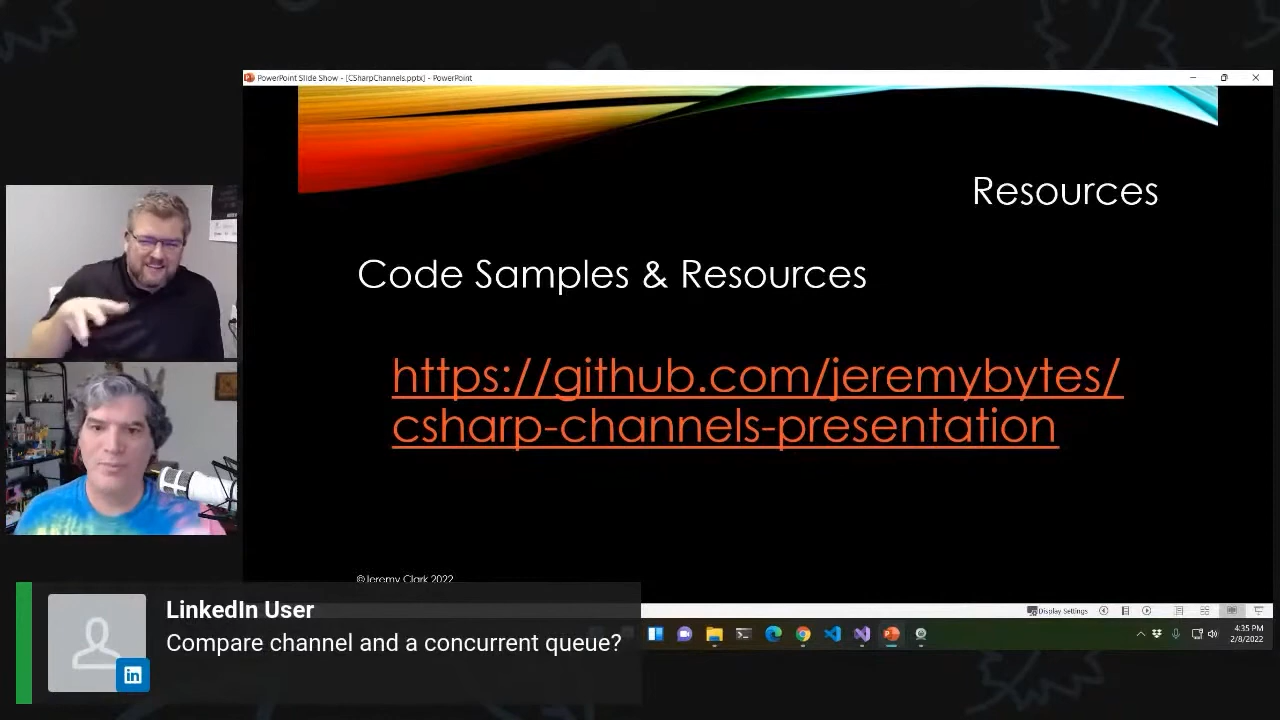 PowerPoint Slide Show - [CSharpChannels.pptx] - PowerPoint
Resources
Code Samples & Resources
https://github.com/jeremybytes/
csharp-channels-presentation
©Jeremy Clark 2022
Display Settings
LinkedIn User
Compare channel and a concurrent queue?
in
4:35 PM
2/8/2022